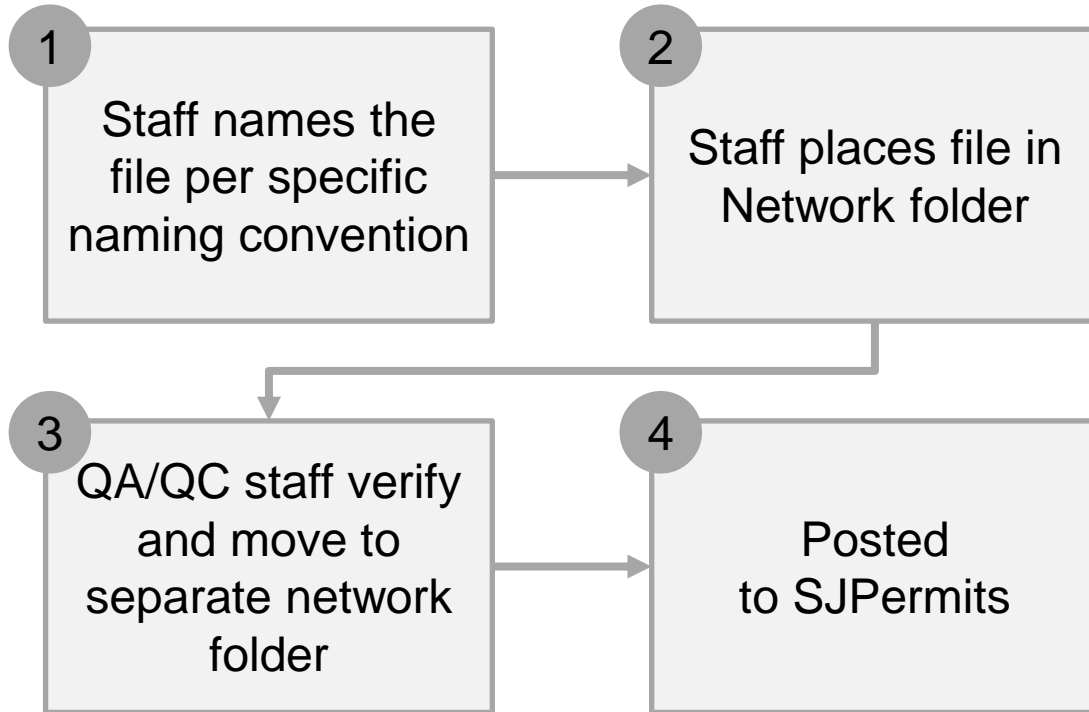 1
Staff names the
file per specific
naming convention
2
Staff places file in
Network folder
3
QA/QC staff verify
and move to
separate network
folder
4
Posted
to SJPermits